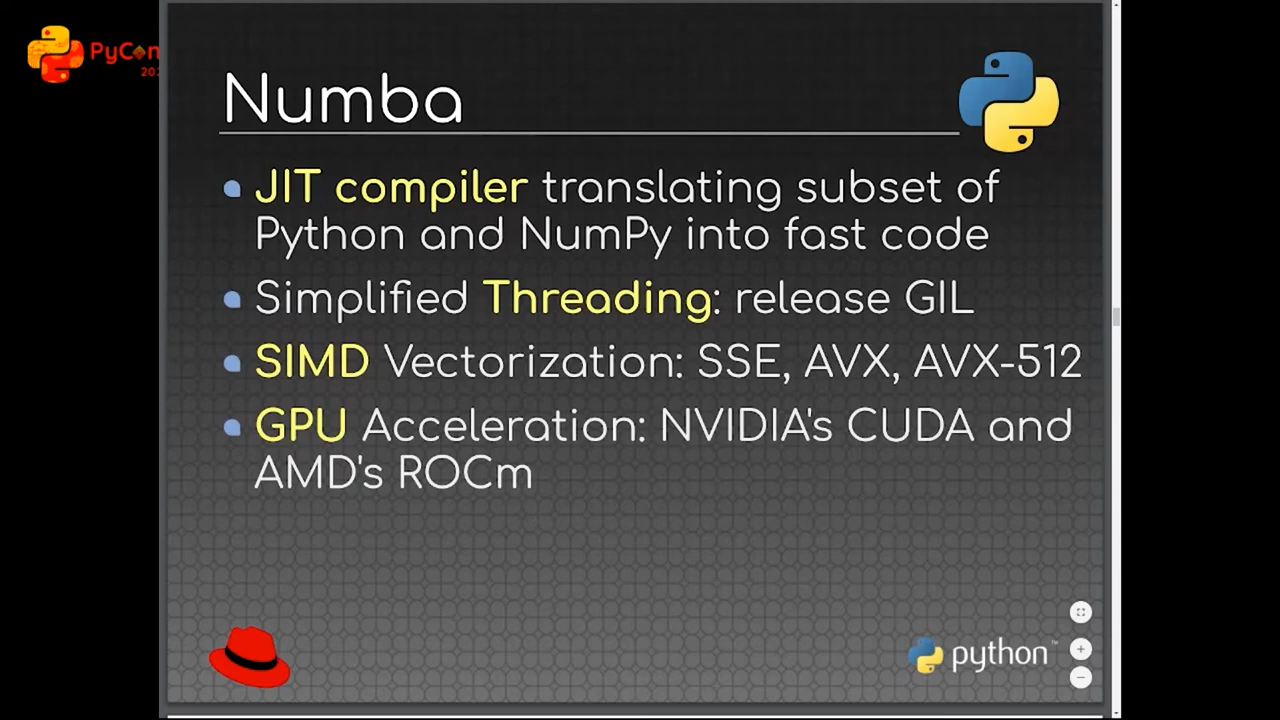 PyCon
Numba
JIT compiler translating subset of
Python and NumPy into fast code
Simplified Threading: release GIL
SIMD Vectorization: SSE, AVX, AVX-512
GPU Acceleration: NVIDIA's CUDA and
AMD's ROCm
python™